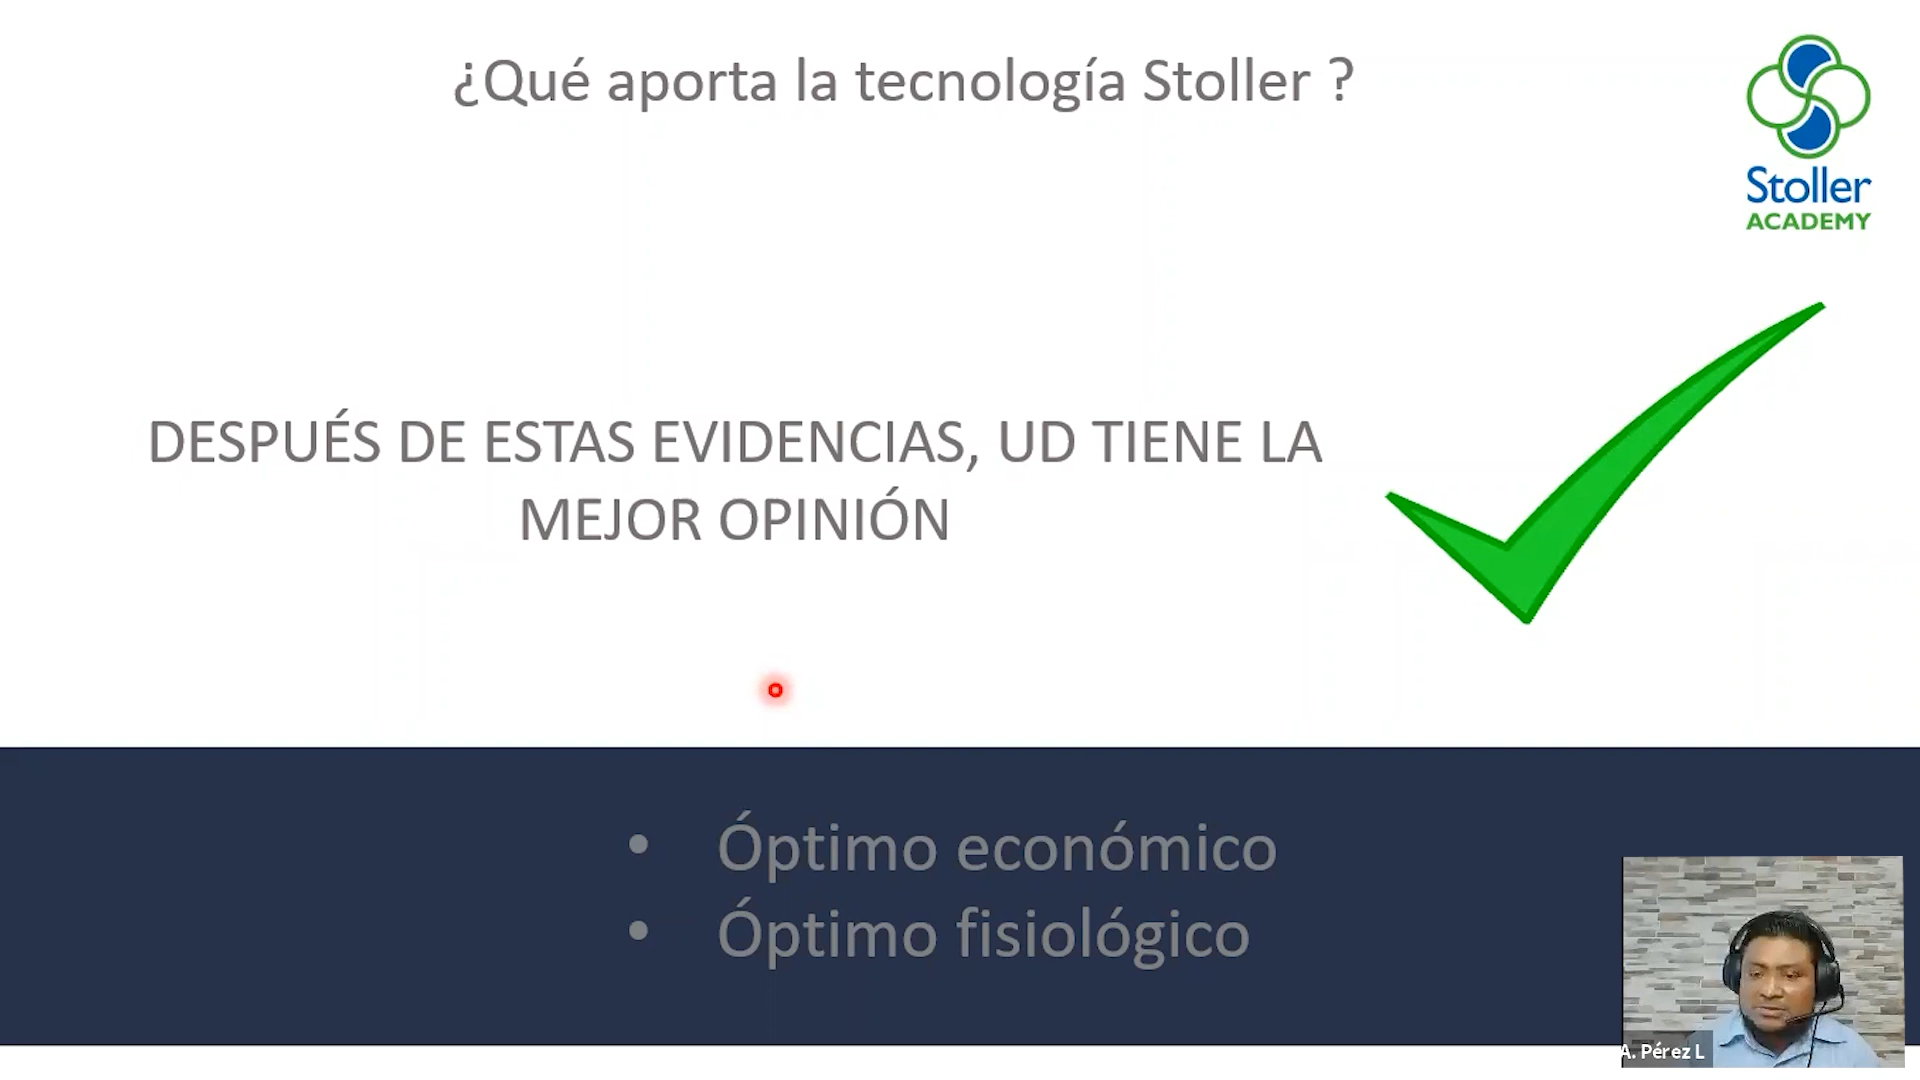 ¿Qué aporta la tecnología Stoller ?
Stoller
ACADEMY
DESPUÉS DE ESTAS EVIDENCIAS, UD TIENE LA
MEJOR OPINIÓN
• Óptimo económico
• Óptimo fisiológico
A. Pérez L